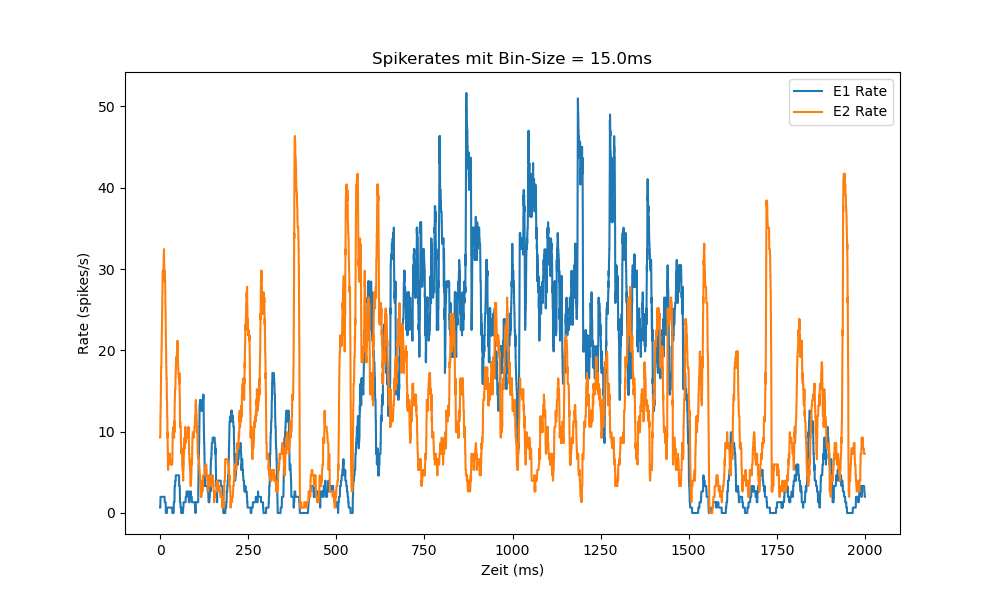 Spikerates mit Bin-Size = 15.0ms
E1 Rate
E2 Rate
Rate (spikes/s)
50
40
30
20
10
0
0 250 500 750 1000 1250 1500 1750 2000
Zeit (ms)